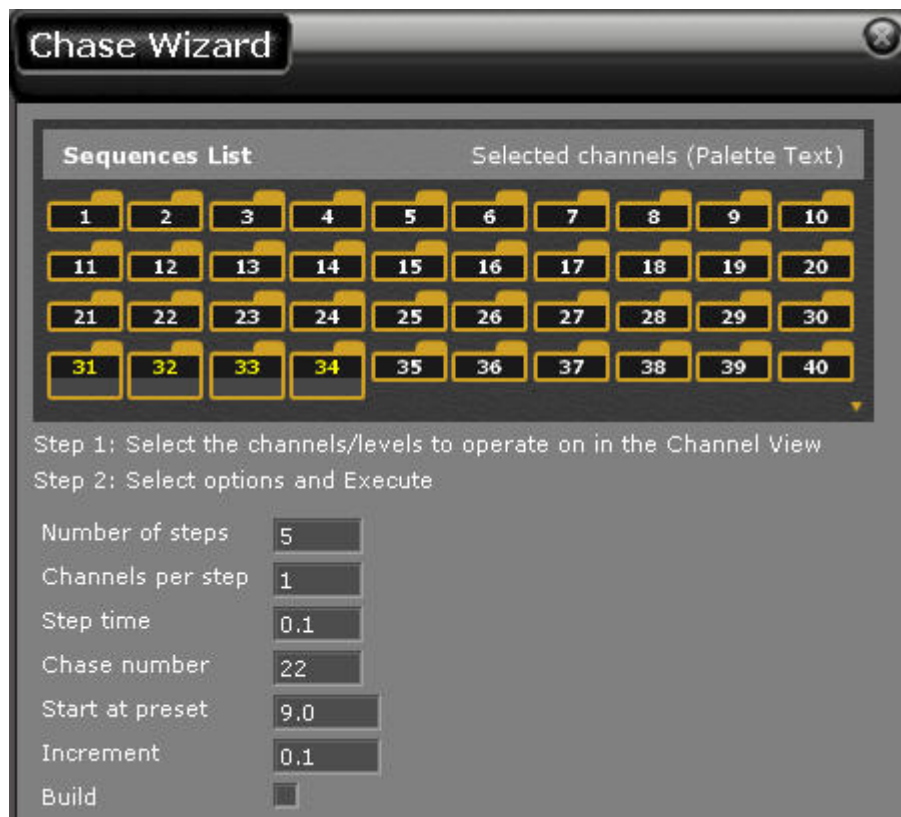 Chase Wizard
Sequences List Selected channels (Palette Text)
1 2 3 4 5 6 7 8 9 10
11 12 13 14 15 16 17 18 19 20
21 22 23 24 25 26 27 28 29 30
31 32 33 34 35 36 37 38 39 40
Step 1: Select the channels/levels to operate on in the Channel View
Step 2: Select options and Execute
Number of steps 5
Channels per step 1
Step time 0.1
Chase number 22
Start at preset 9.0
Increment 0.1
Build